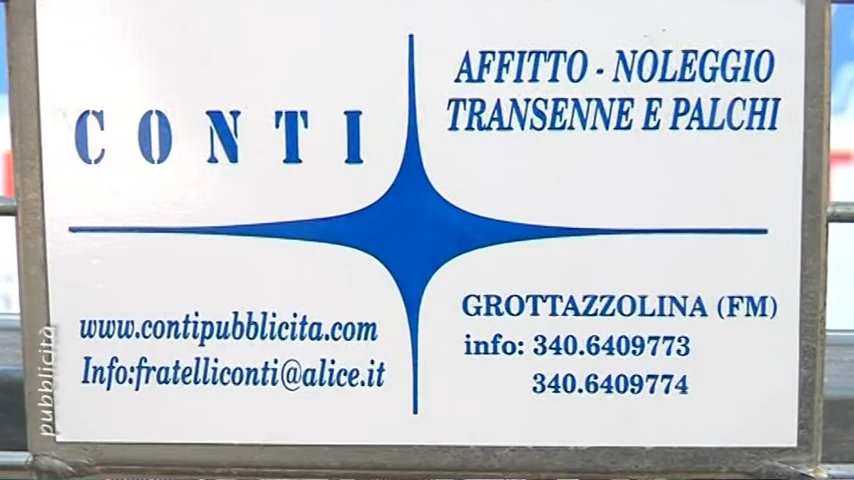 CONTI
AFFITTO - NOLEGGIO
TRANSENNE E PALCHI
www.contipubblicita.com
Info:fratelliconti@alice.it
GROTTAZZOLINA (FM)
info: 340.6409773
340.6409774
pubblicità